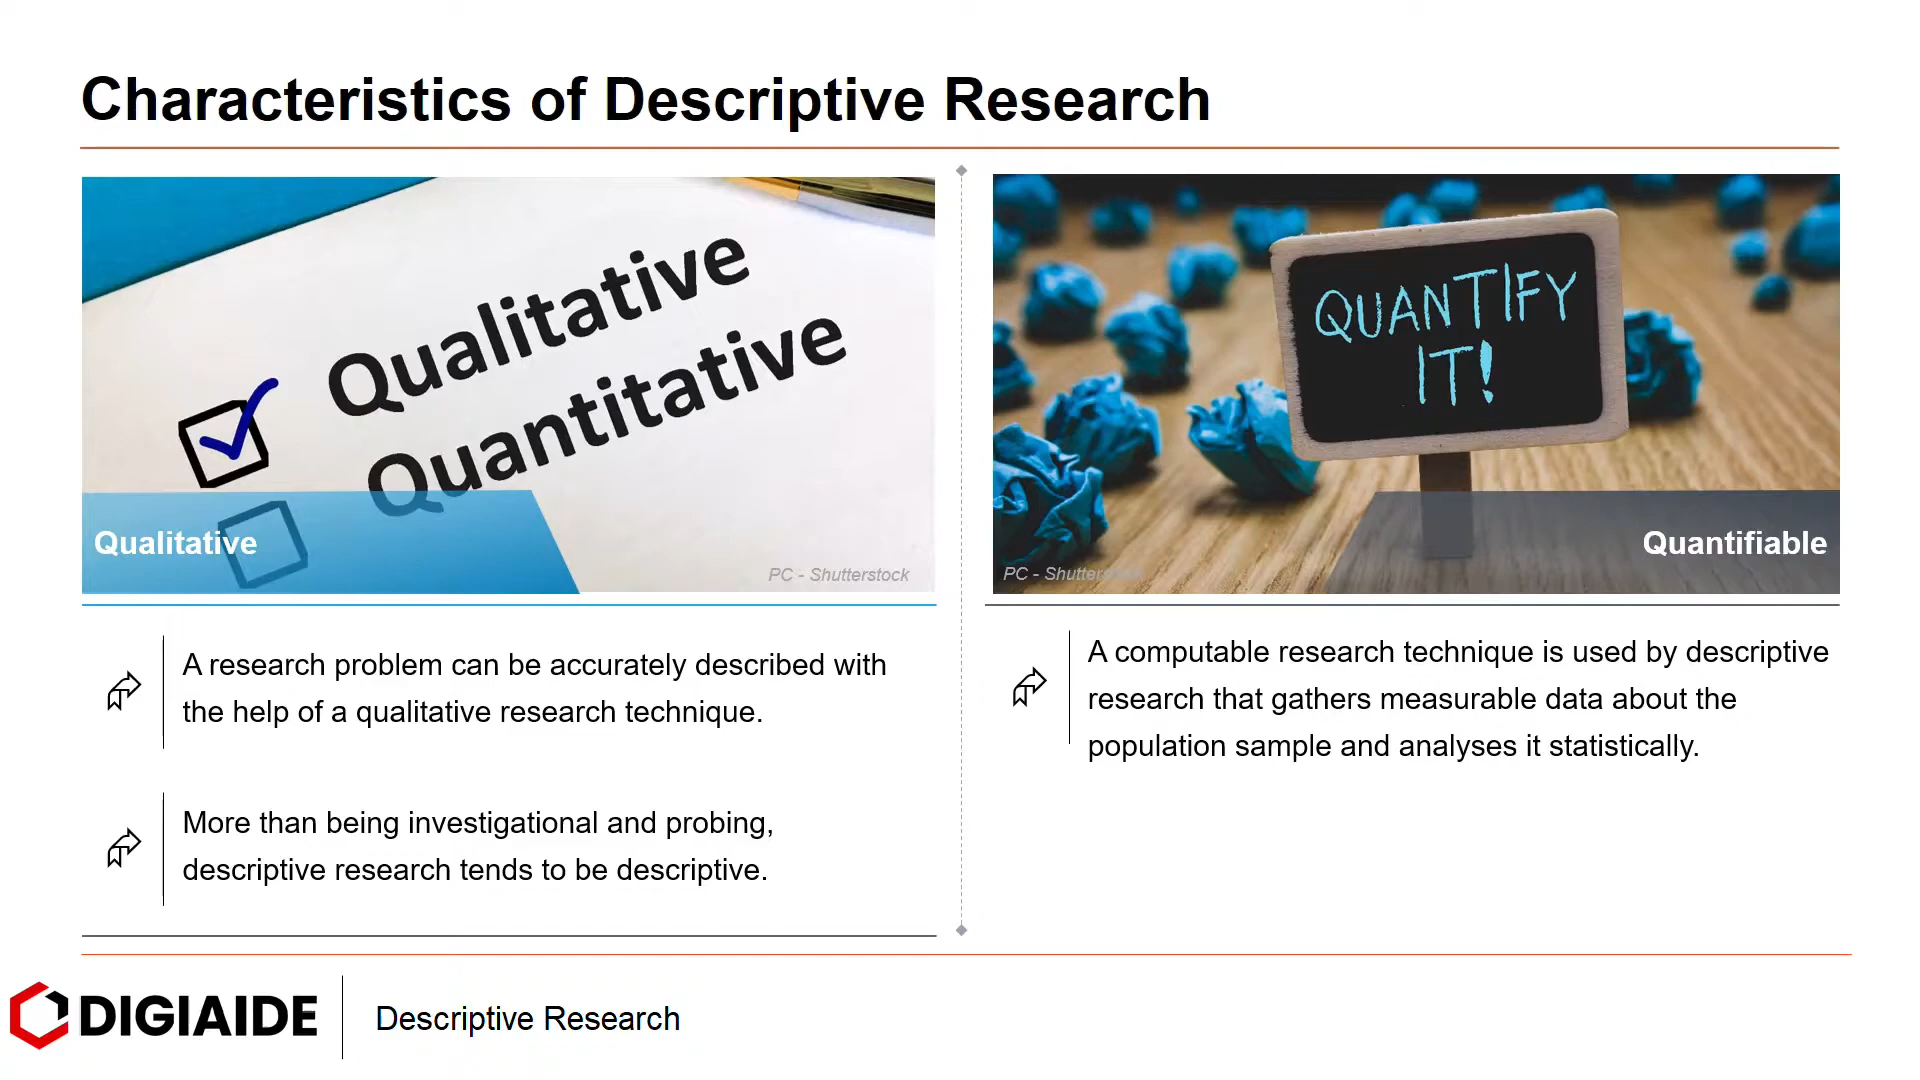 Characteristics of Descriptive Research
Qualitative
Quantitative
Qualitative
PC - Shutterstock
A research problem can be accurately described with
the help of a qualitative research technique.
More than being investigational and probing,
descriptive research tends to be descriptive.
QUANTIFY
IT!
Quantifiable
PC - Shutterstock
A computable research technique is used by descriptive
research that gathers measurable data about the
population sample and analyses it statistically.
DIGIAIDE
Descriptive Research